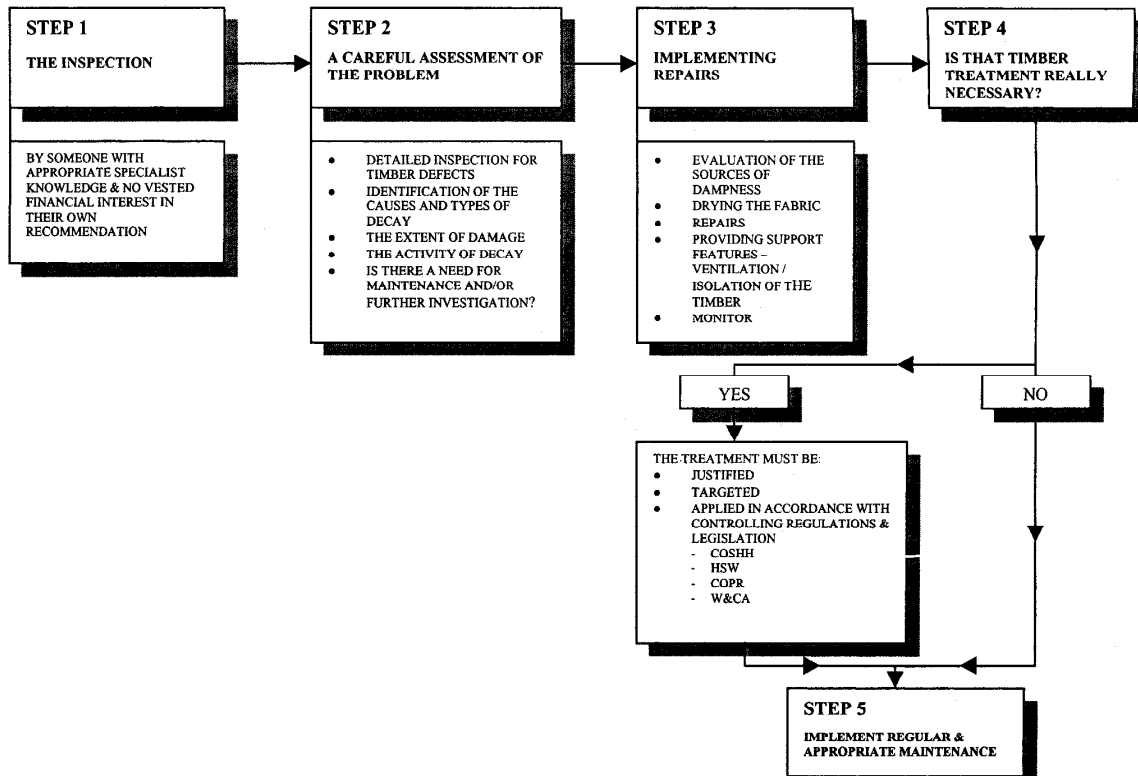 STEP 1
THE INSPECTION
BY SOMEONE WITH
APPROPRIATE SPECIALIST
KNOWLEDGE & NO VESTED
FINANCIAL INTEREST IN
THEIR OWN
RECOMMENDATION
STEP 2
A CAREFUL ASSESSMENT OF
THE PROBLEM
● DETAILED INSPECTION FOR
TIMBER DEFECTS
● IDENTIFICATION OF THE
CAUSES AND TYPES OF
DECAY
● THE EXTENT OF DAMAGE
● THE ACTIVITY OF DECAY
● IS THERE A NEED FOR
MAINTENANCE AND/OR
FURTHER INVESTIGATION?
STEP 3
IMPLEMENTING
REPAIRS
● EVALUATION OF THE
SOURCES OF
DAMPNESS
● DRYING THE FABRIC
● REPAIRS
● PROVIDING SUPPORT
FEATURES –
VENTILATION /
ISOLATION OF THE
TIMBER
● MONITOR
STEP 4
IS THAT TIMBER
TREATMENT REALLY
NECESSARY?
YES
NO
THE TREATMENT MUST BE:
● JUSTIFIED
● TARGETED
● APPLIED IN ACCORDANCE WITH
CONTROLLING REGULATIONS &
LEGISLATION
- COSHH
- HSW
- COPR
- W&CA
STEP 5
IMPLEMENT REGULAR &
APPROPRIATE MAINTENANCE